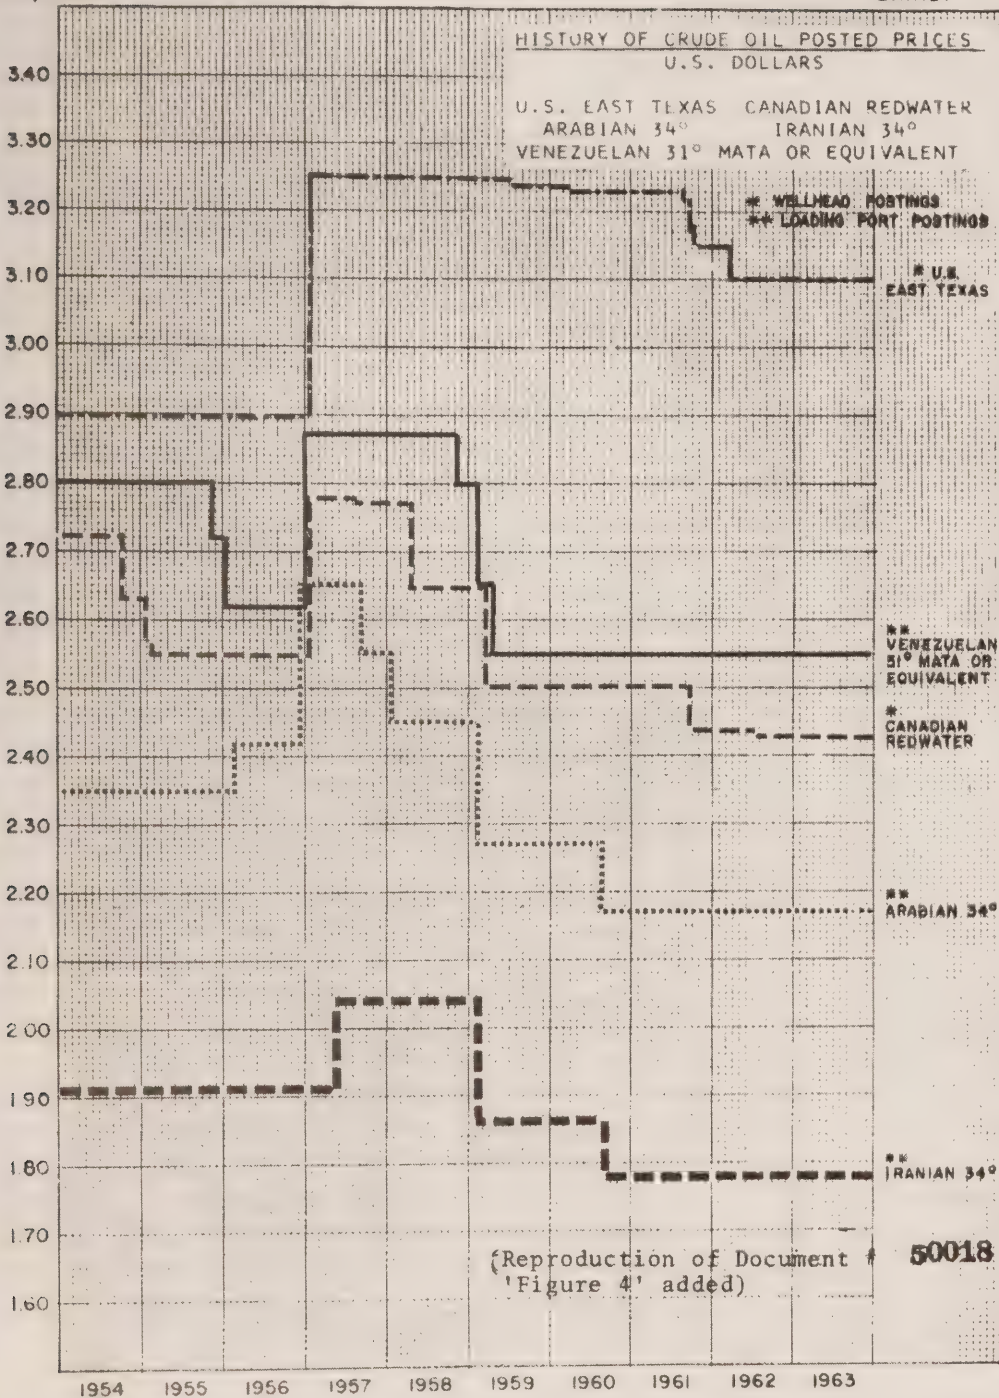 HISTORY OF CRUDE OIL POSTED PRICES
U.S. DOLLARS
U.S. EAST TEXAS CANADIAN REDWATER
ARABIAN 34° IRANIAN 34°
VENEZUELAN 31° MATA OR EQUIVALENT
* WELLHEAD POSTINGS
** LOADING PORT POSTINGS
3.40
3.30
3.20
3.10
3.00
2.90
2.80
2.70
2.60
2.50
2.40
2.30
2.20
2.10
2.00
1.90
1.80
1.70
1.60
* U.S.
EAST TEXAS
**
VENEZUELAN
31° MATA OR
EQUIVALENT
*
CANADIAN
REDWATER
**
ARABIAN 34°
**
IRANIAN 34°
(Reproduction of Document # 50018
'Figure 4' added)
1954 1955 1956 1957 1958 1959 1960 1961 1962 1963